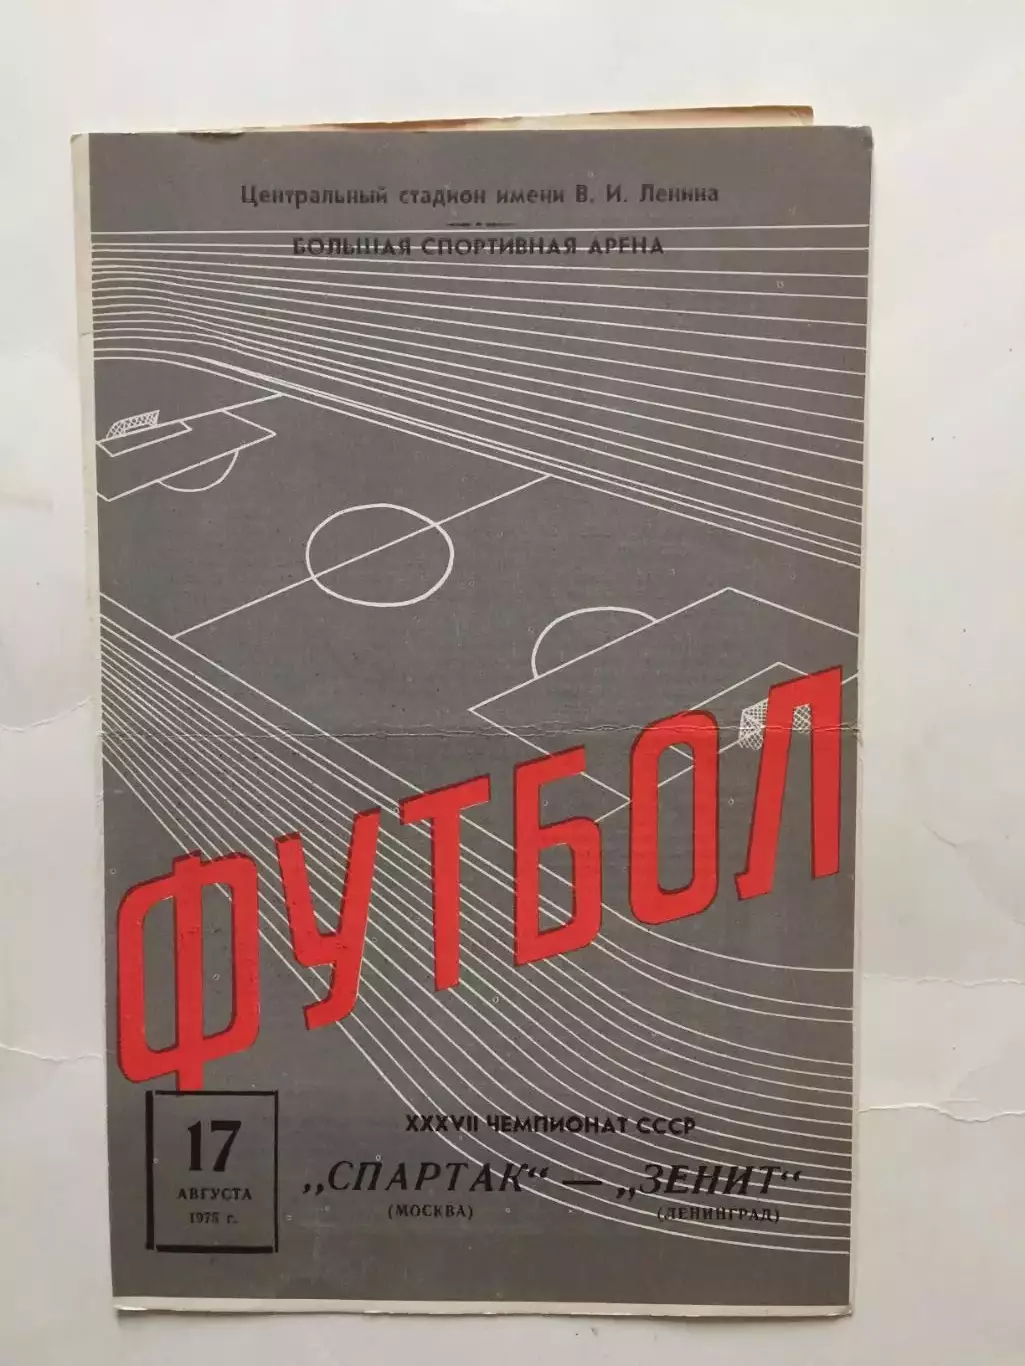 Центральный стадион имени В. И. Ленина
БОЛЬШАЯ СПОРТИВНАЯ АРЕНА
ФУТБОЛ
17
АВГУСТА
1975 г.
XXXVII ЧЕМПИОНАТ СССР
„СПАРТАК“ — „ЗЕНИТ“
(МОСКВА) (ЛЕНИНГРАД)